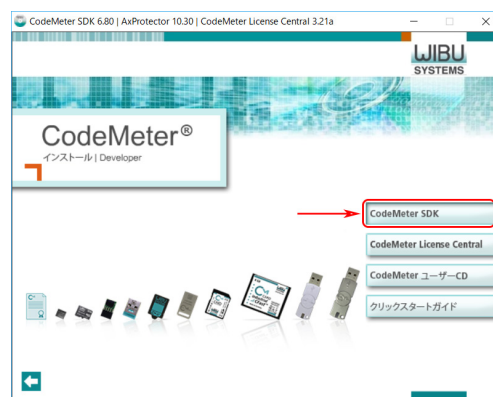 CodeMeter SDK 6.80 | AxProtector 10.30 | CodeMeter License Central 3.21a
WIBU
SYSTEMS
CodeMeter®
インストール | Developer
CodeMeter SDK
CodeMeter License Central
CodeMeter ユーザーCD
クリックスタートガイド